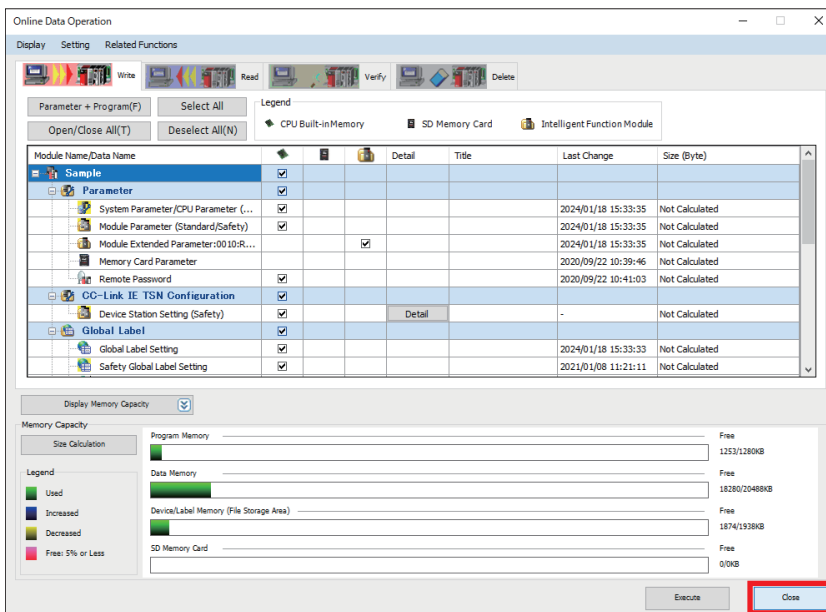 Online Data Operation
Display Setting Related Functions
Write Read Verify Delete
Parameter + Program(F) Select All Legend
Open/Close All(T) Deselect All(N) CPU Built-in Memory SD Memory Card Intelligent Function Module
Module Name/Data Name Detail Title Last Change Size (Byte)
Sample
Parameter
System Parameter/CPU Parameter (... 2024/01/18 15:33:35 Not Calculated
Module Parameter (Standard/Safety) 2024/01/18 15:33:35 Not Calculated
Module Extended Parameter:0010:R... 2024/01/18 15:33:35 Not Calculated
Memory Card Parameter 2020/09/22 10:39:46 Not Calculated
Remote Password 2020/09/22 10:41:03 Not Calculated
CC-Link IE TSN Configuration
Device Station Setting (Safety) Detail - Not Calculated
Global Label
Global Label Setting 2024/01/18 15:33:33 Not Calculated
Safety Global Label Setting 2021/01/08 11:21:11 Not Calculated
Display Memory Capacity
Memory Capacity
Size Calculation
Legend
Used
Increased
Decreased
Free: 5% or Less
Program Memory Free
1253/1280KB
Data Memory Free
18280/20488KB
Device/Label Memory (File Storage Area) Free
1874/1938KB
SD Memory Card Free
0/0KB
Execute Close